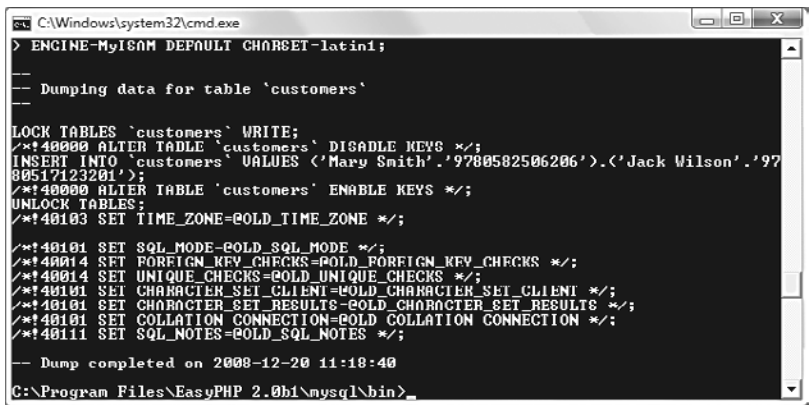 C:\Windows\system32\cmd.exe
> ENGINE=MyISAM DEFAULT CHARSET=latin1;
--
-- Dumping data for table `customers`
--
LOCK TABLES `customers` WRITE;
/*!40000 ALTER TABLE `customers` DISABLE KEYS */;
INSERT INTO `customers` VALUES ('Mary Smith','9780582506206'),('Jack Wilson','97
80517123201');
/*!40000 ALTER TABLE `customers` ENABLE KEYS */;
UNLOCK TABLES;
/*!40103 SET TIME_ZONE=@OLD_TIME_ZONE */;
/*!40101 SET SQL_MODE=@OLD_SQL_MODE */;
/*!40014 SET FOREIGN_KEY_CHECKS=@OLD_FOREIGN_KEY_CHECKS */;
/*!40014 SET UNIQUE_CHECKS=@OLD_UNIQUE_CHECKS */;
/*!40101 SET CHARACTER_SET_CLIENT=@OLD_CHARACTER_SET_CLIENT */;
/*!40101 SET CHARACTER_SET_RESULTS=@OLD_CHARACTER_SET_RESULTS */;
/*!40101 SET COLLATION_CONNECTION=@OLD_COLLATION_CONNECTION */;
/*!40111 SET SQL_NOTES=@OLD_SQL_NOTES */;
-- Dump completed on 2008-12-20 11:18:40
C:\Program Files\EasyPHP 2.0b1\mysql\bin>_